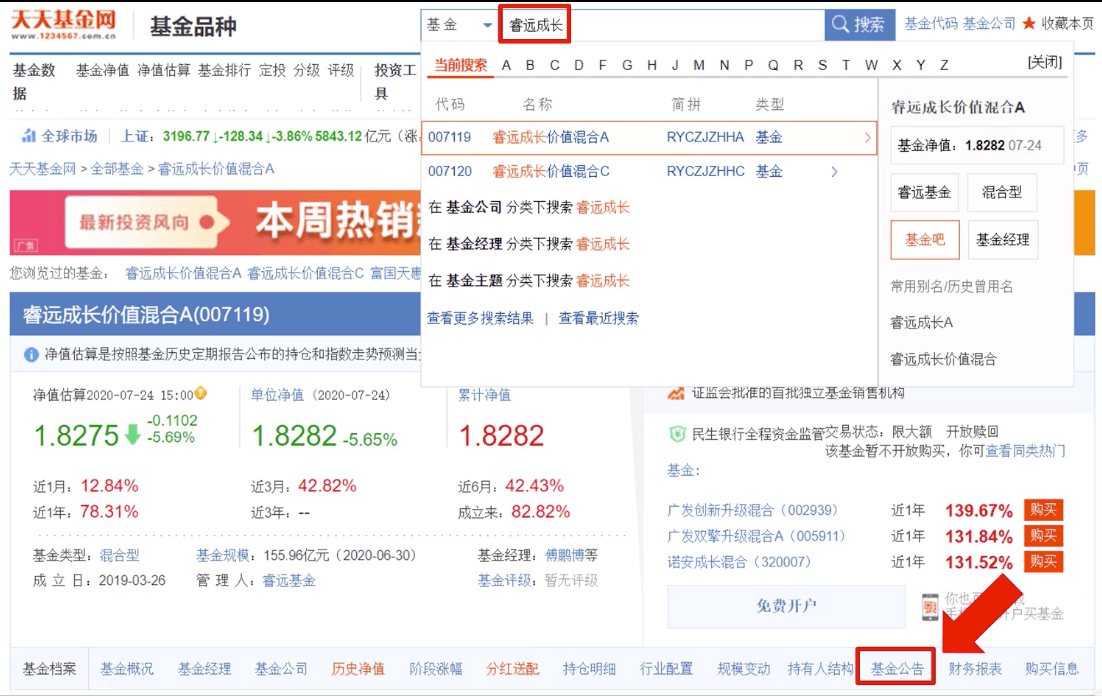 天天基金网
www.1234567.com.cn
基金品种
基金
睿远成长
搜索
基金代码 基金公司 ★ 收藏本页
基金数据
基金净值 净值估算 基金排行 定投 分级 评级
投资工具
当前搜索 A B C D F G H J M N P Q R S T W X Y Z
[关闭]
代码 名称 简拼 类型
007119 睿远成长价值混合A RYCZJZHHA 基金
007120 睿远成长价值混合C RYCZJZHHC 基金
在 基金公司 分类下搜索 睿远成长
在 基金经理 分类下搜索 睿远成长
在 基金主题 分类下搜索 睿远成长
查看更多搜索结果 | 查看最近搜索
睿远成长价值混合A
基金净值：1.8282 07-24
睿远基金 混合型
基金吧 基金经理
常用别名/历史曾用名
睿远成长A
睿远成长价值混合
全球市场 上证：3196.77↓-128.34↓-3.86% 5843.12亿元（涨
多
天天基金网 > 全部基金 > 睿远成长价值混合A
页
最新投资风向
本周热销
广告
您浏览过的基金： 睿远成长价值混合A 睿远成长价值混合C 富国天惠
睿远成长价值混合A(007119)
净值估算是按照基金历史定期报告公布的持仓和指数走势预测当
净值估算2020-07-24 15:00
1.8275
-0.1102
-5.69%
单位净值（2020-07-24）
1.8282 -5.65%
累计净值
1.8282
近1月：12.84% 近3月：42.82% 近6月：42.43%
近1年：78.31% 近3年：-- 成立来：82.82%
基金类型：混合型 基金规模：155.96亿元（2020-06-30） 基金经理：傅鹏博等
成 立 日：2019-03-26 管 理 人：睿远基金 基金评级：暂无评级
证监会批准的首批独立基金销售机构
民生银行全程资金监管
交易状态：限大额 开放赎回
该基金暂不开放购买，你可查看同类热门
基金：
广发创新升级混合（002939） 近1年 139.67% 购买
广发双擎升级混合A（005911） 近1年 131.84% 购买
诺安成长混合（320007） 近1年 131.52% 购买
免费开户
你也
户买基金
基金档案 基金概况 基金经理 基金公司 历史净值 阶段涨幅 分红送配 持仓明细 行业配置 规模变动 持有人结构 基金公告 财务报表 购买信息